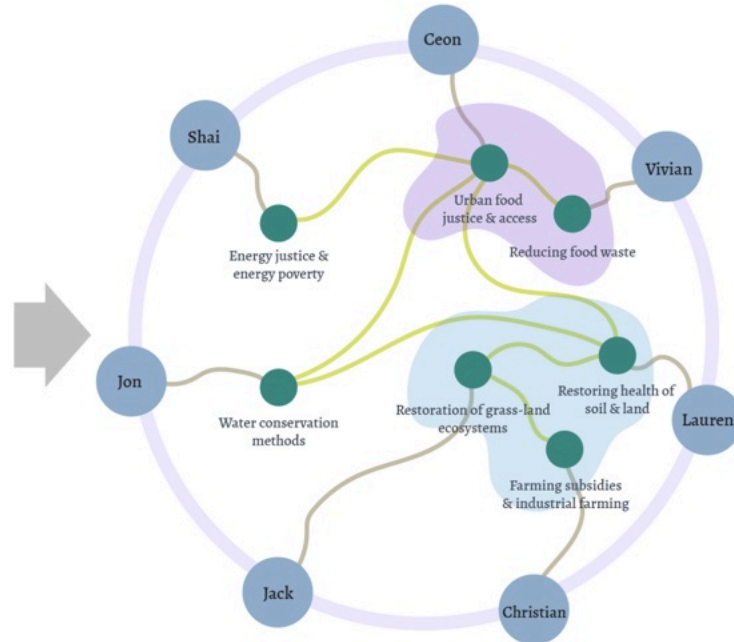 Ceon
Shai
Vivian
Urban food
justice & access
Reducing food waste
Energy justice &
energy poverty
Jon
Water conservation
methods
Restoration of grass-land
ecosystems
Restoring health of
soil & land
Lauren
Farming subsidies
& industrial farming
Jack
Christian